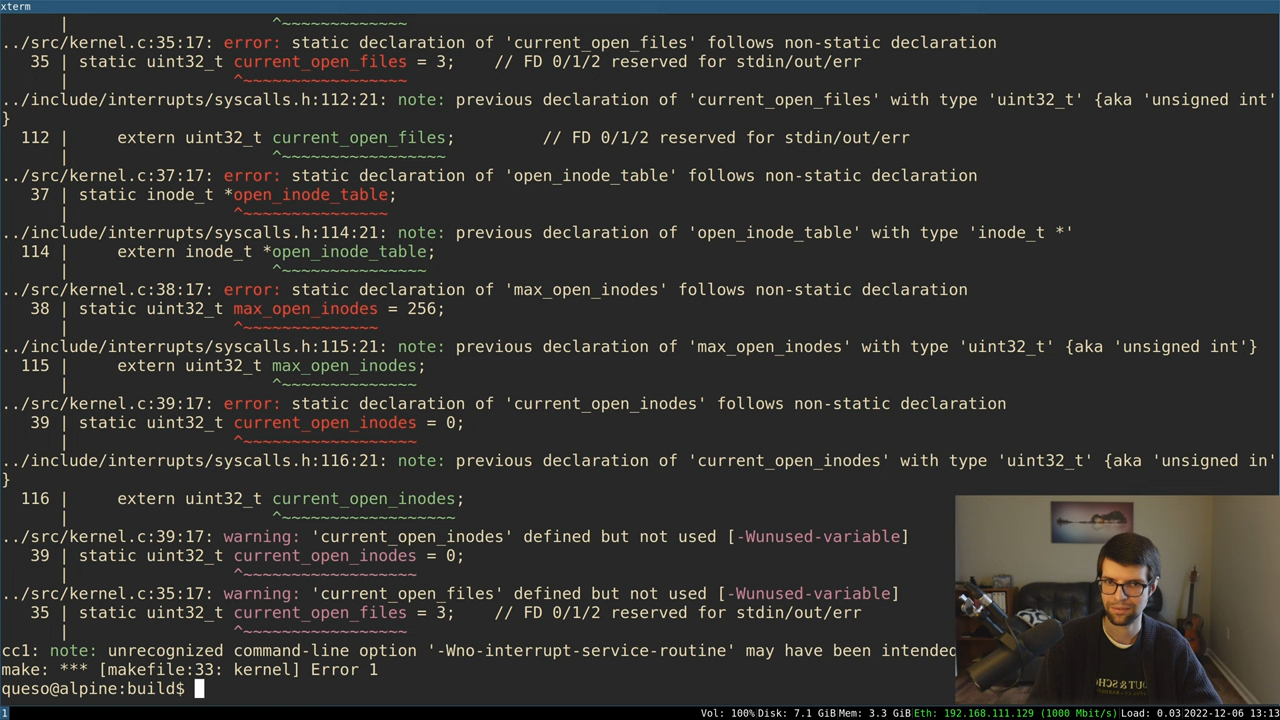 xterm
| ^~~~~~~~~~~~~~
../src/kernel.c:35:17: error: static declaration of 'current_open_files' follows non-static declaration
35 | static uint32_t current_open_files = 3;    // FD 0/1/2 reserved for stdin/out/err
| ^~~~~~~~~~~~~~~~~~
../include/interrupts/syscalls.h:112:21: note: previous declaration of 'current_open_files' with type 'uint32_t' {aka 'unsigned int'
}
112 |     extern uint32_t current_open_files;         // FD 0/1/2 reserved for stdin/out/err
| ^~~~~~~~~~~~~~~~~~
../src/kernel.c:37:17: error: static declaration of 'open_inode_table' follows non-static declaration
37 | static inode_t *open_inode_table;
| ^~~~~~~~~~~~~~~~
../include/interrupts/syscalls.h:114:21: note: previous declaration of 'open_inode_table' with type 'inode_t *'
114 |     extern inode_t *open_inode_table;
| ^~~~~~~~~~~~~~~~
../src/kernel.c:38:17: error: static declaration of 'max_open_inodes' follows non-static declaration
38 | static uint32_t max_open_inodes = 256;
| ^~~~~~~~~~~~~~~
../include/interrupts/syscalls.h:115:21: note: previous declaration of 'max_open_inodes' with type 'uint32_t' {aka 'unsigned int'}
115 |     extern uint32_t max_open_inodes;
| ^~~~~~~~~~~~~~~
../src/kernel.c:39:17: error: static declaration of 'current_open_inodes' follows non-static declaration
39 | static uint32_t current_open_inodes = 0;
| ^~~~~~~~~~~~~~~~~~~
../include/interrupts/syscalls.h:116:21: note: previous declaration of 'current_open_inodes' with type 'uint32_t' {aka 'unsigned in'
}
116 |     extern uint32_t current_open_inodes;
| ^~~~~~~~~~~~~~~~~~~
../src/kernel.c:39:17: warning: 'current_open_inodes' defined but not used [-Wunused-variable]
39 | static uint32_t current_open_inodes = 0;
| ^~~~~~~~~~~~~~~~~~~
../src/kernel.c:35:17: warning: 'current_open_files' defined but not used [-Wunused-variable]
35 | static uint32_t current_open_files = 3;    // FD 0/1/2 reserved for stdin/out/err
| ^~~~~~~~~~~~~~~~~~
cc1: note: unrecognized command-line option '-Wno-interrupt-service-routine' may have been intended
make: *** [makefile:33: kernel] Error 1
queso@alpine:build$
1 Vol: 100% Disk: 7.1 GiB Mem: 3.3 GiB Eth: 192.168.111.129 (1000 Mbit/s) Load: 0.03 2022-12-06 13:13